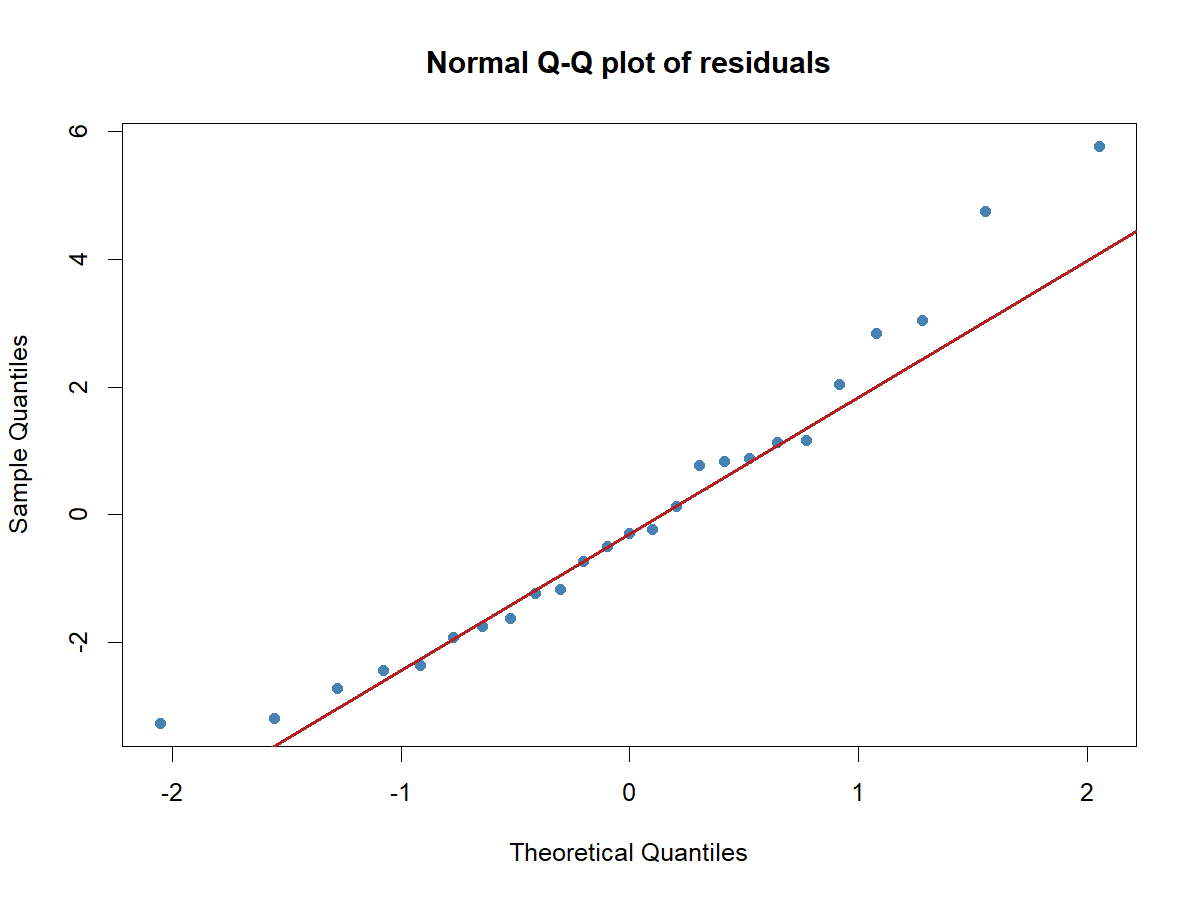 Normal Q-Q plot of residuals
6
4
2
0
-2
Sample Quantiles
-2 -1 0 1 2
Theoretical Quantiles